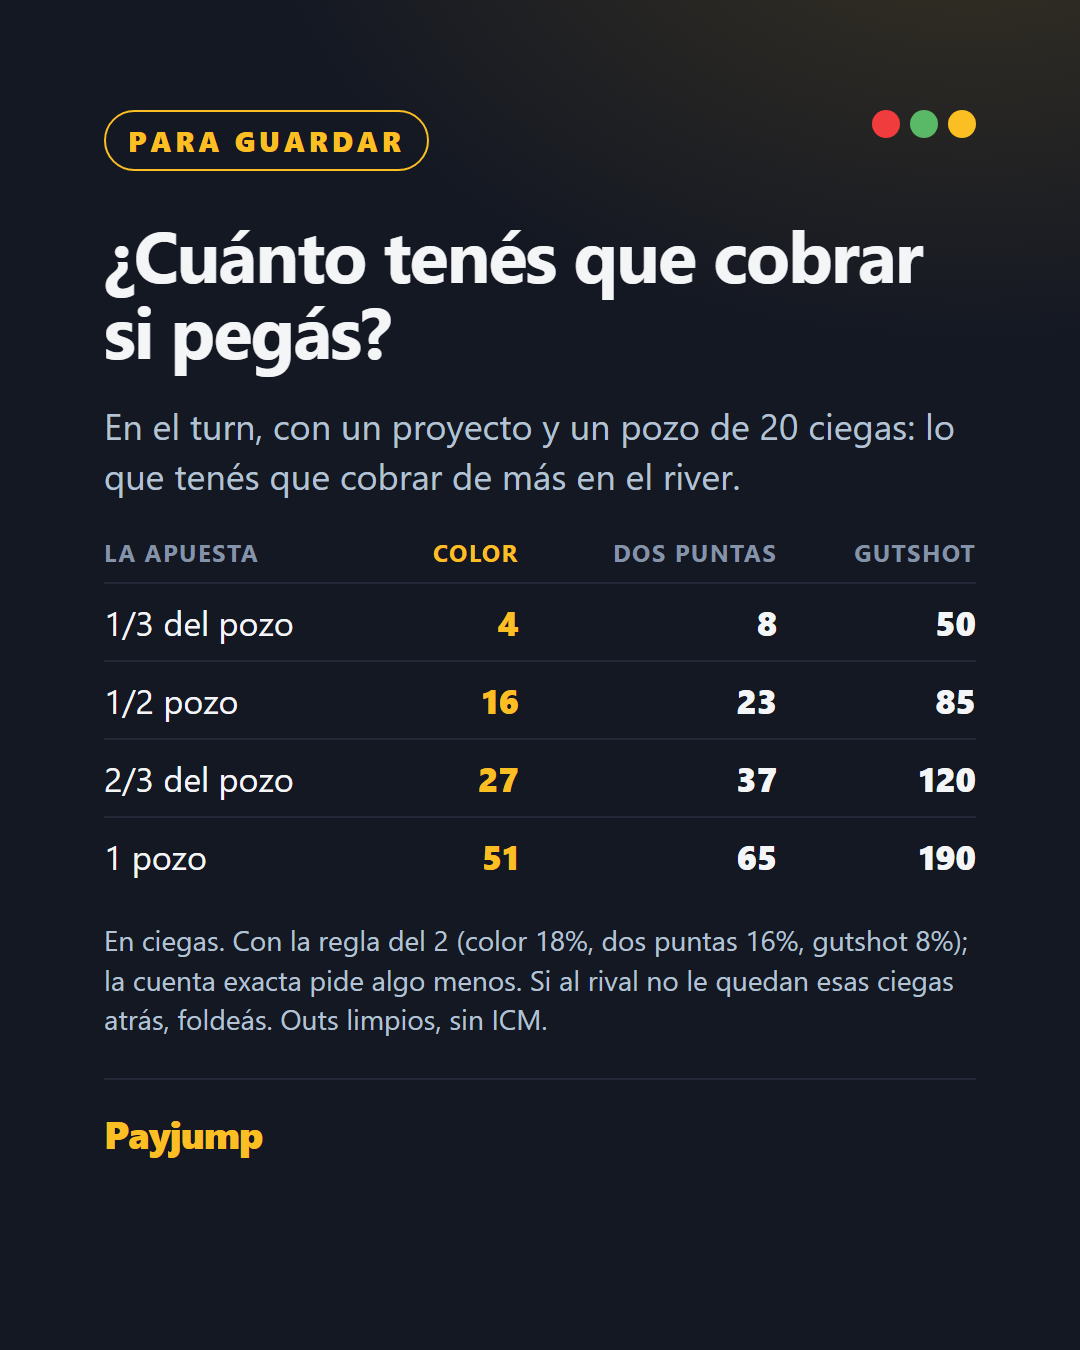 PARA GUARDAR
¿Cuánto tenés que cobrar
si pegás?
En el turn, con un proyecto y un pozo de 20 ciegas: lo
que tenés que cobrar de más en el river.
LA APUESTA COLOR DOS PUNTAS GUTSHOT
1/3 del pozo 4 8 50
1/2 pozo 16 23 85
2/3 del pozo 27 37 120
1 pozo 51 65 190
En ciegas. Con la regla del 2 (color 18%, dos puntas 16%, gutshot 8%);
la cuenta exacta pide algo menos. Si al rival no le quedan esas ciegas
atrás, foldeás. Outs limpios, sin ICM.
Payjump